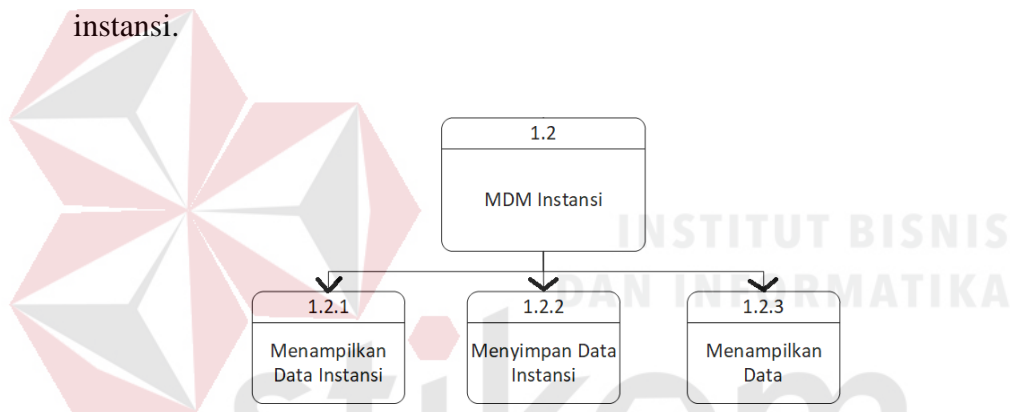 instansi.
1.2
MDM Instansi
INSTITUT BISNIS
DAN INFORMATIKA
1.2.1
1.2.2
1.2.3
Menampilkan
Data Instansi
Menyimpan Data
Instansi
Menampilkan
Data
stikom